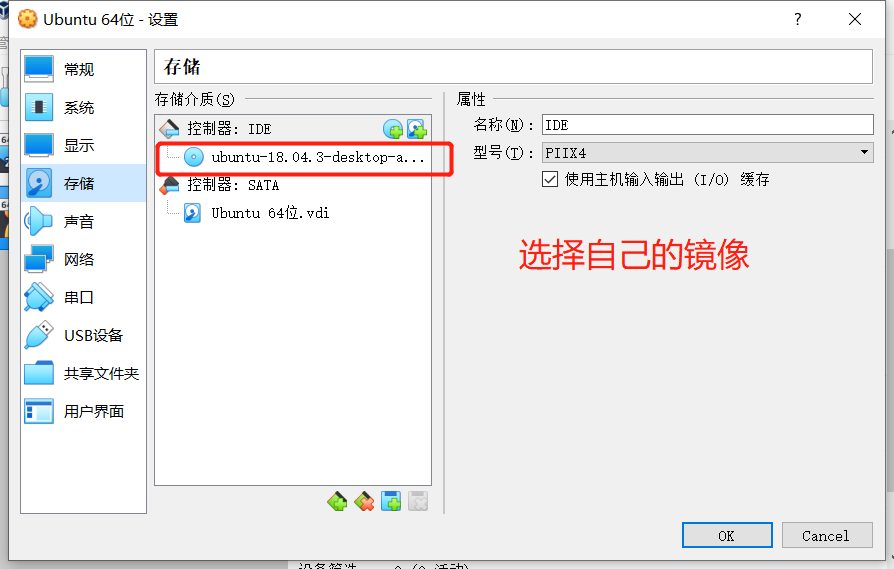 Ubuntu 64位 - 设置
常规
系统
显示
存储
声音
网络
串口
USB设备
共享文件夹
用户界面
存储
存储介质(S)
控制器: IDE
ubuntu-18.04.3-desktop-a...
控制器: SATA
Ubuntu 64位.vdi
属性
名称(N): IDE
型号(T): PIIX4
使用主机输入输出 (I/O) 缓存
选择自己的镜像
OK
Cancel